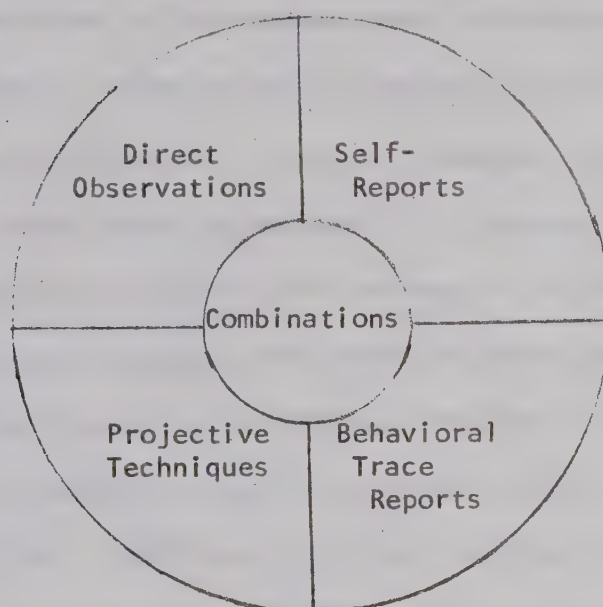 Direct
Observations
Self-
Reports
Combinations
Projective
Techniques
Behavioral
Trace
Reports